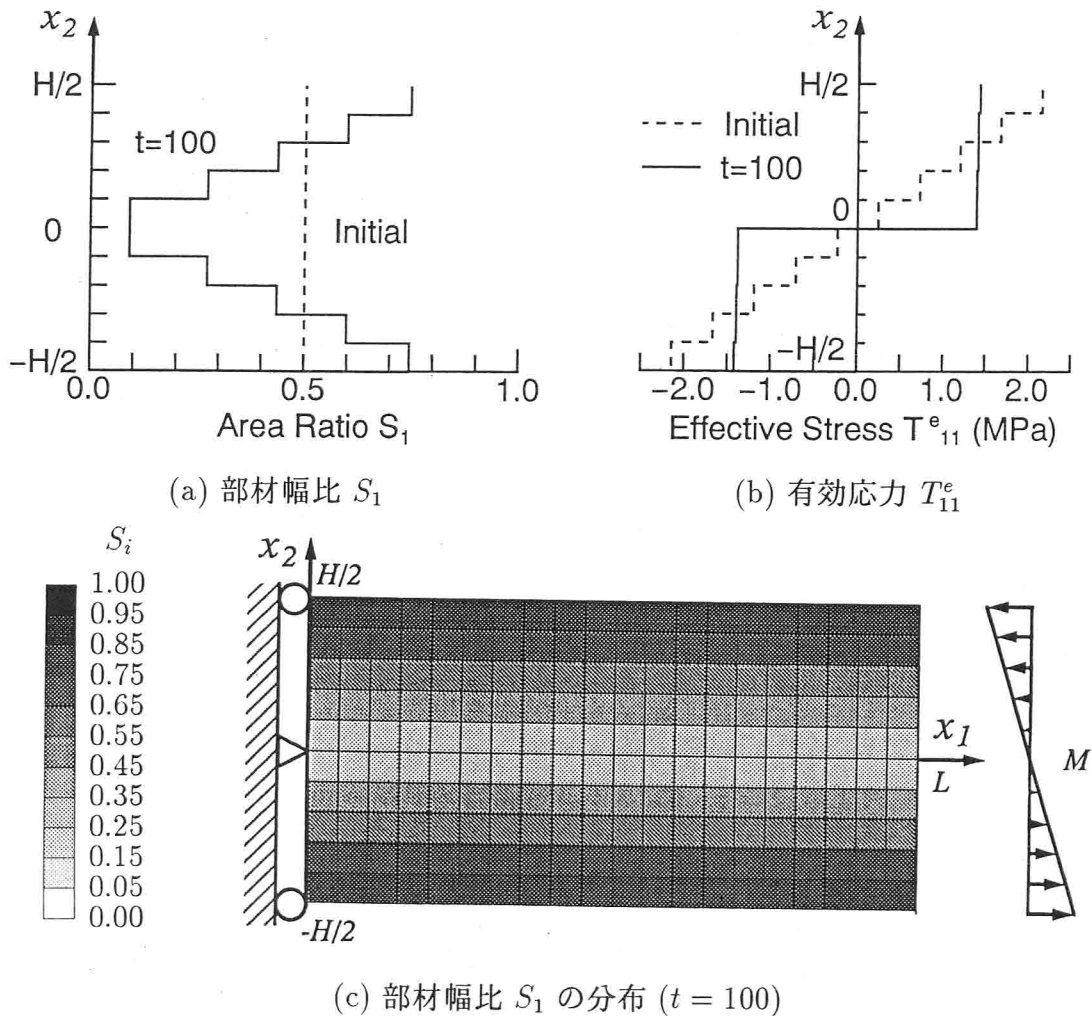 x₂
H/2
t=100
0
Initial
−H/2
0.0
0.5
1.0
Area Ratio S₁
(a) 部材幅比 S₁
x₂
H/2
Initial
t=100
0
−H/2
−2.0
−1.0
0.0
1.0
2.0
Effective Stress Tᵉ₁₁ (MPa)
(b) 有効応力 Tᵉ₁₁
Sᵢ
1.00
0.95
0.85
0.75
0.65
0.55
0.45
0.35
0.25
0.15
0.05
0.00
x₂
H/2
-H/2
x₁
L
M
(c) 部材幅比 S₁ の分布 (t = 100)